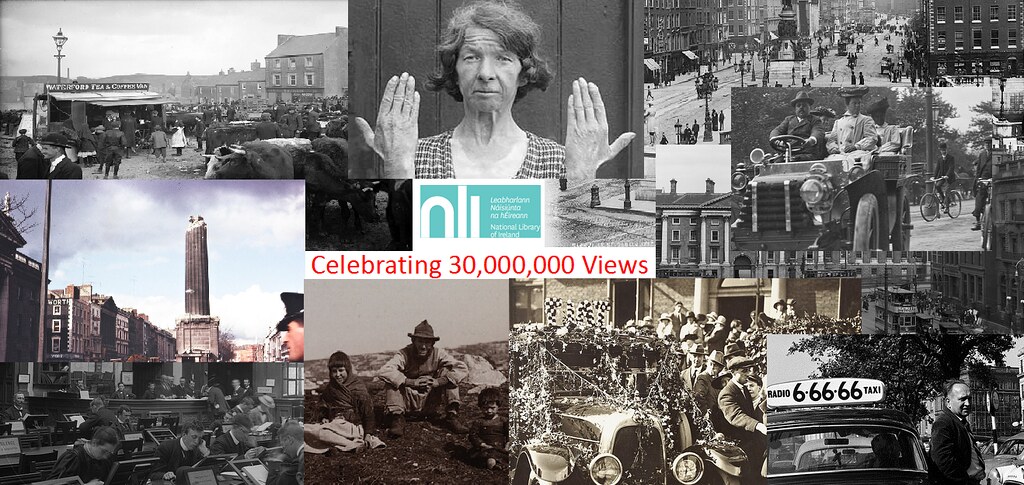 WATERFORD TEA & COFFEE VAN
nli
Leabharlann
Náisiúnta
na hÉireann
National Library
of Ireland
Celebrating 30,000,000 Views
RADIO 6·66·66 TAXI